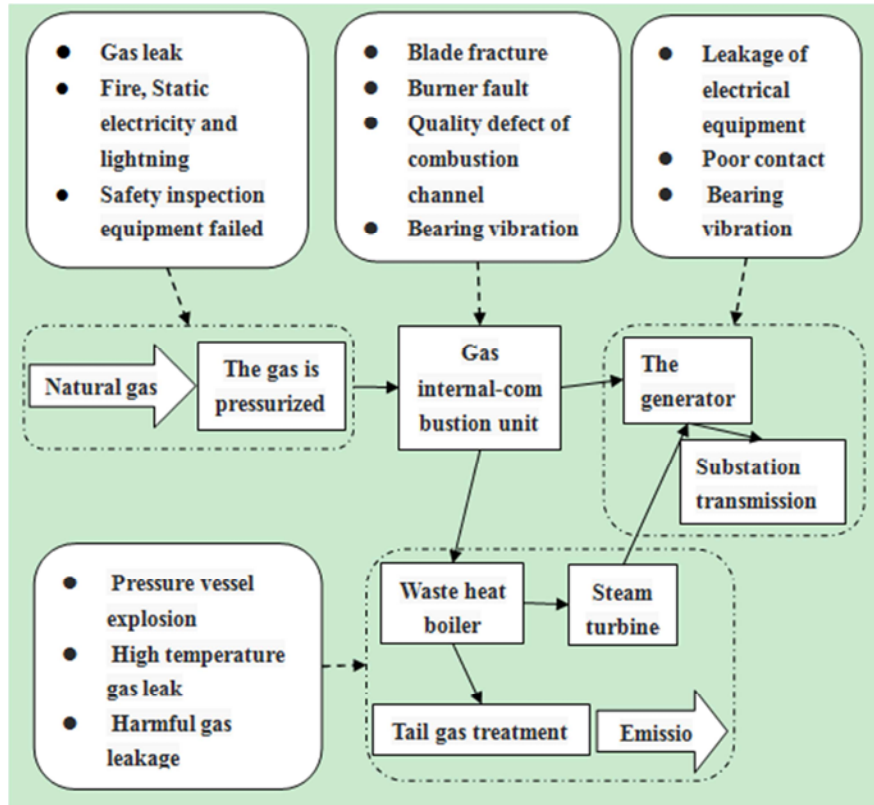 ● Gas leak
● Fire, Static
electricity and
lightning
● Safety inspection
equipment failed
● Blade fracture
● Burner fault
● Quality defect of
combustion
channel
● Bearing vibration
● Leakage of
electrical
equipment
● Poor contact
● Bearing
vibration
Natural gas
The gas is
pressurized
Gas
internal-com
bustion unit
The
generator
Substation
transmission
● Pressure vessel
explosion
● High temperature
gas leak
● Harmful gas
leakage
Waste heat
boiler
Steam
turbine
Tail gas treatment
Emissio